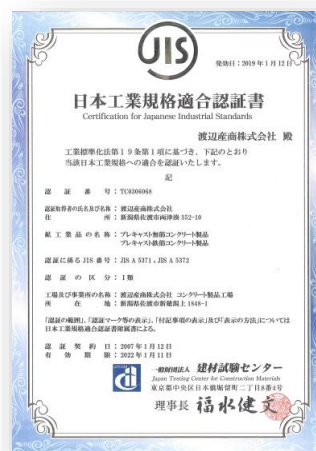 JIS
発効日：2019年1月12日
日本工業規格適合認証書
Certification for Japanese Industrial Standards
渡辺産商株式会社 殿
工業標準化法第19条第1項に基づき、下記のとおり
当該日本工業規格への適合を認証いたします。
記
認証番号：TC0306068
認証取得者の氏名及び名称：渡辺産商株式会社
住所：新潟県佐渡市両津湊 352-10
鉱工業品の名称：プレキャスト無筋コンクリート製品
プレキャスト鉄筋コンクリート製品
認証に係るJIS番号：JIS A 5371、JIS A 5372
認証の区分：Ⅰ類
工場及び事業所の名称：渡辺産商株式会社 コンクリート製品工場
所在地：新潟県佐渡市新穂潟上 1848-1
「認証の範囲」、「認証マーク等の表示」、「付記事項の表示」及び「表示の方法」については
日本工業規格適合認証書附属書による。
認証契約日：2007年1月12日
有効期限：2022年1月11日
一般財団法人 建材試験センター
Japan Testing Center for Construction Materials
東京都中央区日本橋堀留町二丁目8番4号
理事長 福水健文